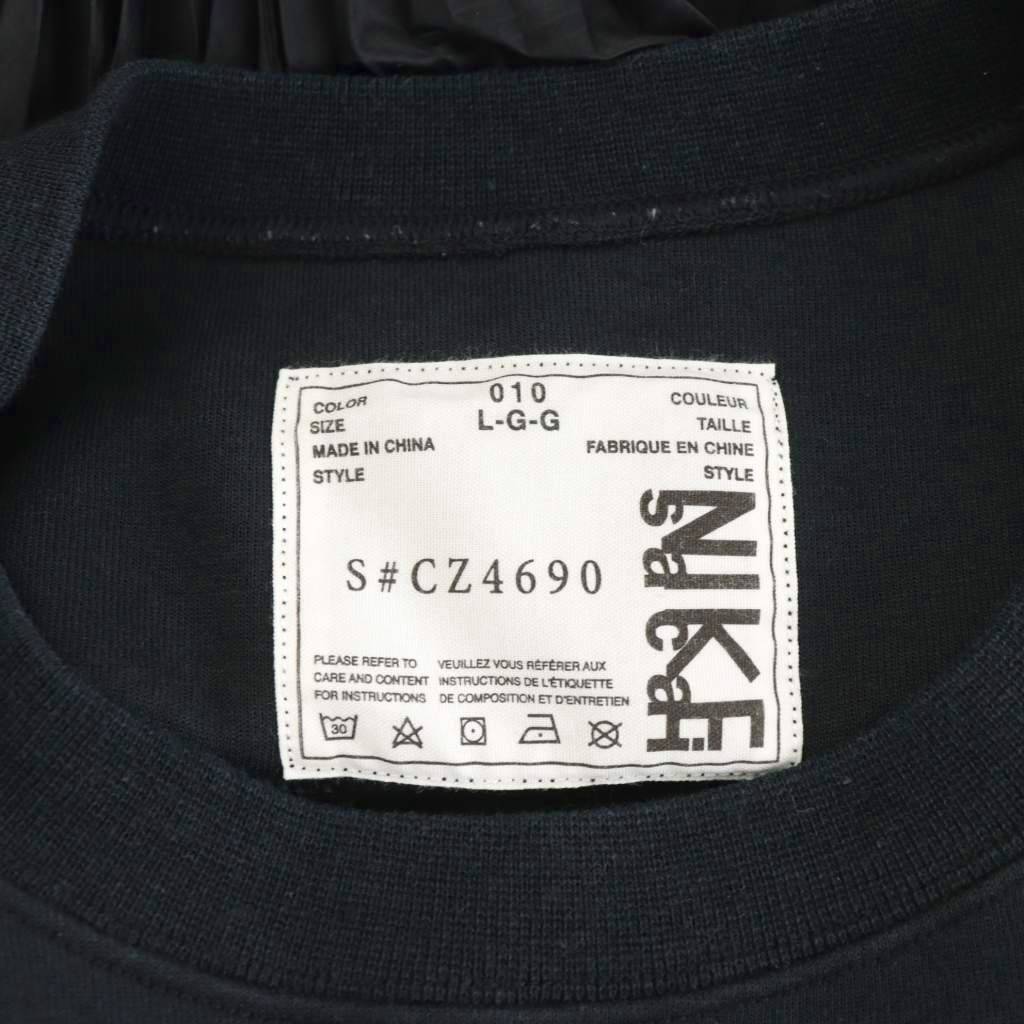 COLOR 010 COULEUR
SIZE L-G-G TAILLE
MADE IN CHINA FABRIQUE EN CHINE
STYLE STYLE
S#CZ4690
NIKE
sacai
PLEASE REFER TO
CARE AND CONTENT
FOR INSTRUCTIONS
VEUILLEZ VOUS RÉFÉRER AUX
INSTRUCTIONS DE L'ÉTIQUETTE
DE COMPOSITION ET D'ENTRETIEN
30